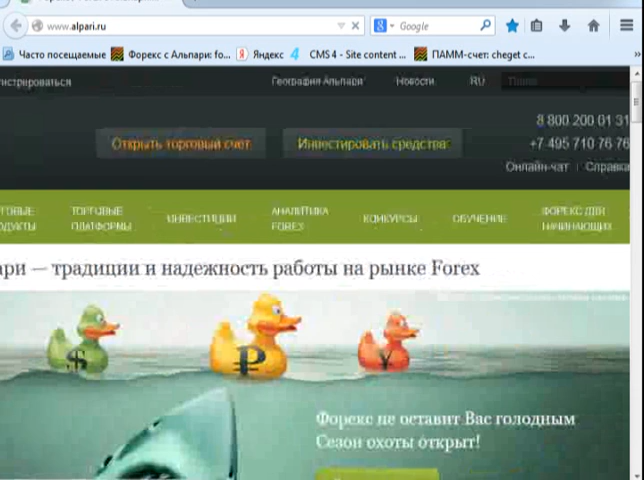 www.alpari.ru
Google
Часто посещаемые Форекс с Альпари: fo... Яндекс CMS 4 - Site content ... ПАММ-счет: cheget с...
гистрироваться География Альпари Новости RU Поиск
8 800 200 01 31
Открыть торговый счет Инвестировать средства +7 495 710 76 76
Онлайн-чат Справка
ТОРГОВЫЕ ИНВЕСТИЦИИ АНАЛИТИКА КОНКУРСЫ ОБУЧЕНИЕ ФОРЕКС ДЛЯ
ПЛАТФОРМЫ FOREX НАЧИНАЮЩИХ
ари — традиции и надежность работы на рынке Forex
$ ₽ ¥
Форекс не оставит Вас голодным
Сезон охоты открыт!